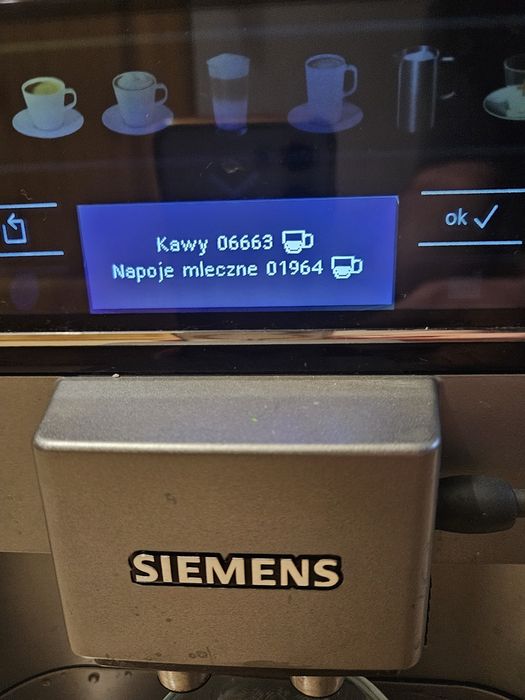 ok
Kawy 06663
Napoje mleczne 01964
SIEMENS